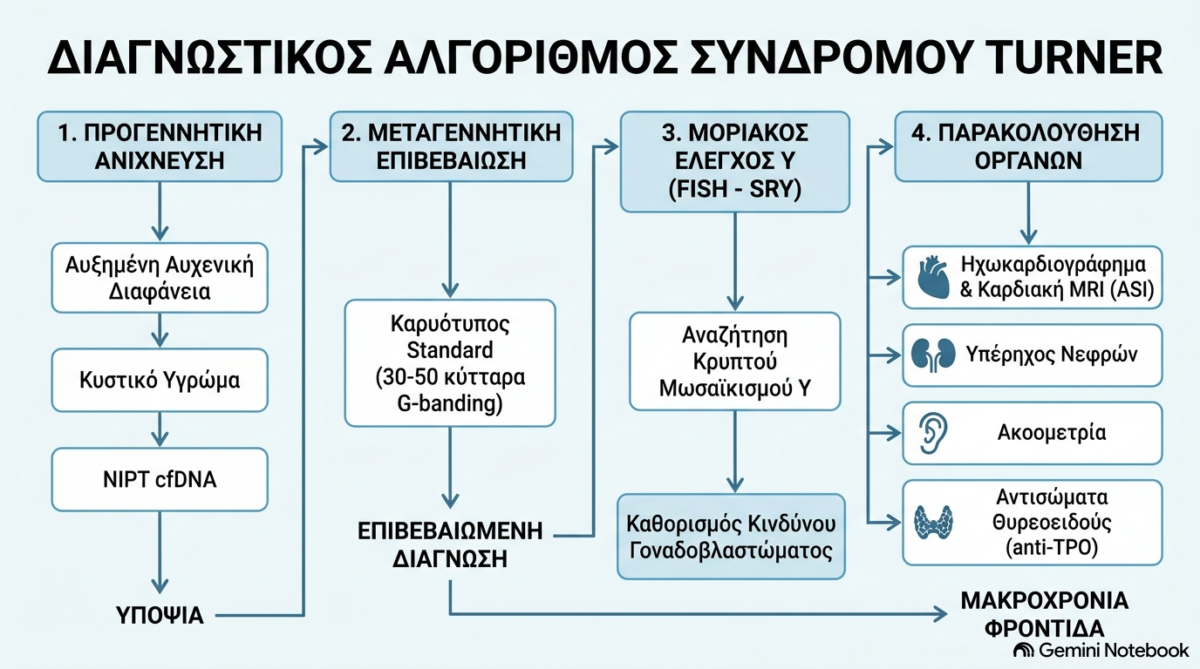 ΔΙΑΓΝΩΣΤΙΚΟΣ ΑΛΓΟΡΙΘΜΟΣ ΣΥΝΔΡΟΜΟΥ TURNER
1. ΠΡΟΓΕΝΝΗΤΙΚΗ
ΑΝΙΧΝΕΥΣΗ
Αυξημένη Αυχενική
Διαφάνεια
Κυστικό Υγρωμα
NIPT cfDNA
ΥΠΟΨΙΑ
2. ΜΕΤΑΓΕΝΝΗΤΙΚΗ
ΕΠΙΒΕΒΑΙΩΣΗ
Καρυότυπος
Standard
(30-50 κύτταρα
G-banding)
ΕΠΙΒΕΒΑΙΩΜΕΝΗ
ΔΙΑΓΝΩΣΗ
3. ΜΟΡΙΑΚΟΣ
ΕΛΕΓΧΟΣ Υ
(FISH - SRY)
Αναζήτηση
Κρυπτού
Μωσαϊκισμού Υ
Καθορισμός Κινδύνου
Γοναδοβλαστώματος
4. ΠΑΡΑΚΟΛΟΥΘΗΣΗ
ΟΡΓΑΝΩΝ
Ηχωκαρδιογράφημα
& Καρδιακή MRI (ASI)
Υπέρηχος Νεφρών
Ακοομετρία
Αντισώματα
Θυρεοειδούς
(anti-TPO)
ΜΑΚΡΟΧΡΟΝΙΑ
ΦΡΟΝΤΙΔΑ
Gemini Notebook